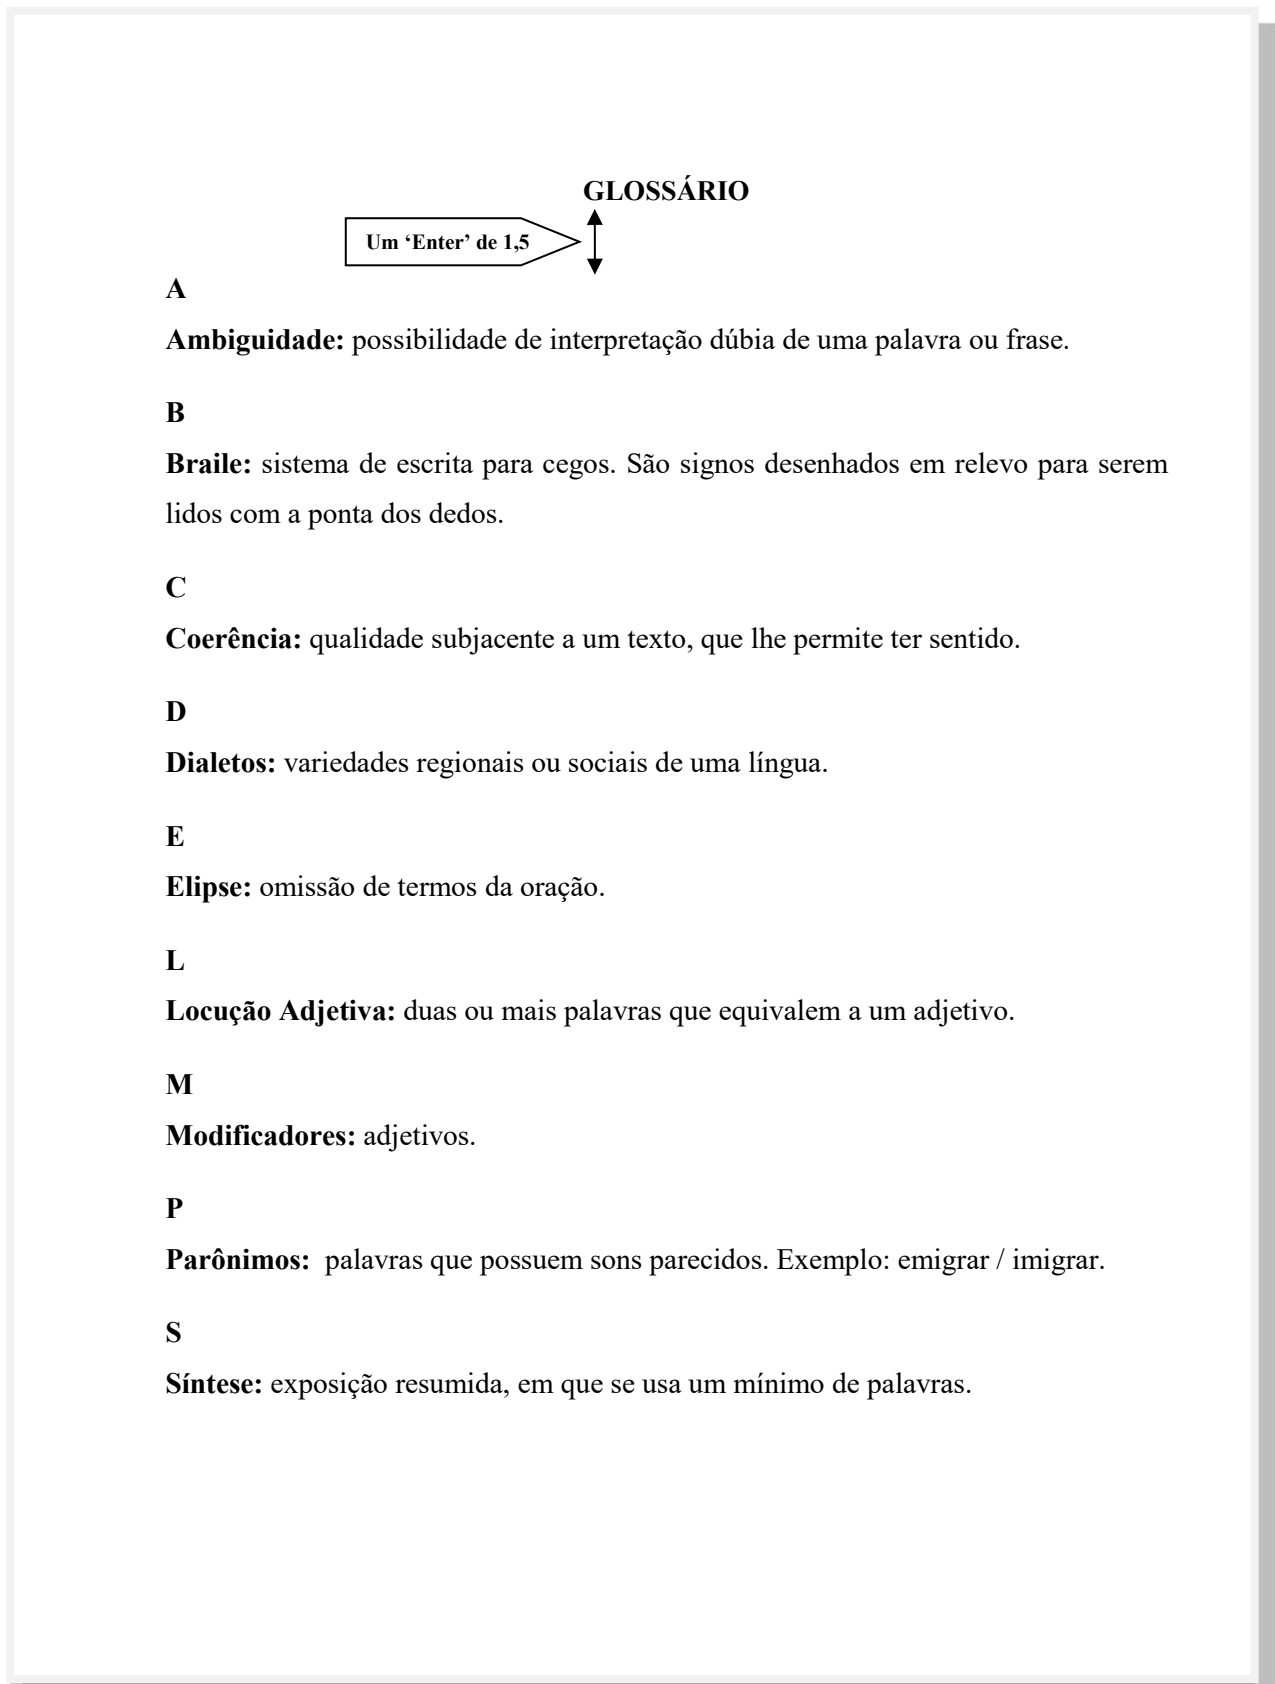 GLOSSÁRIO
Um ‘Enter’ de 1,5
A
Ambiguidade: possibilidade de interpretação dúbia de uma palavra ou frase.
B
Braile: sistema de escrita para cegos. São signos desenhados em relevo para serem
lidos com a ponta dos dedos.
C
Coerência: qualidade subjacente a um texto, que lhe permite ter sentido.
D
Dialetos: variedades regionais ou sociais de uma língua.
E
Elipse: omissão de termos da oração.
L
Locução Adjetiva: duas ou mais palavras que equivalem a um adjetivo.
M
Modificadores: adjetivos.
P
Parônimos:  palavras que possuem sons parecidos. Exemplo: emigrar / imigrar.
S
Síntese: exposição resumida, em que se usa um mínimo de palavras.